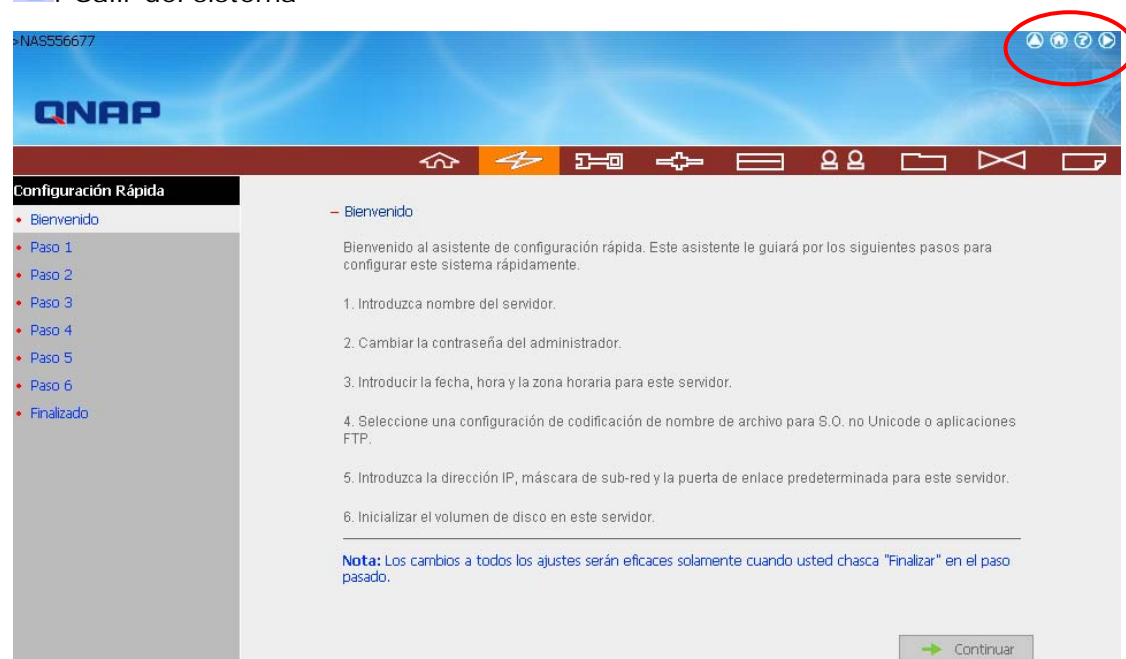 : Salir del sistema
>NAS556677
QNAP
Configuración Rápida
• Bienvenido
• Paso 1
• Paso 2
• Paso 3
• Paso 4
• Paso 5
• Paso 6
• Finalizado
– Bienvenido
Bienvenido al asistente de configuración rápida. Este asistente le guiará por los siguientes pasos para
configurar este sistema rápidamente.
1. Introduzca nombre del servidor.
2. Cambiar la contraseña del administrador.
3. Introducir la fecha, hora y la zona horaria para este servidor.
4. Seleccione una configuración de codificación de nombre de archivo para S.O. no Unicode o aplicaciones
FTP.
5. Introduzca la dirección IP, máscara de sub-red y la puerta de enlace predeterminada para este servidor.
6. Inicializar el volumen de disco en este servidor.
Nota: Los cambios a todos los ajustes serán eficaces solamente cuando usted chasca "Finalizar" en el paso
pasado.
Continuar